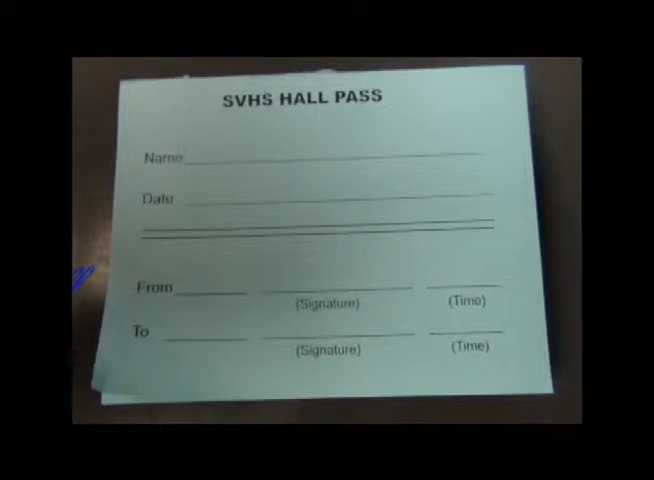 SVHS HALL PASS
Name
Date
From
(Signature) (Time)
To
(Signature) (Time)